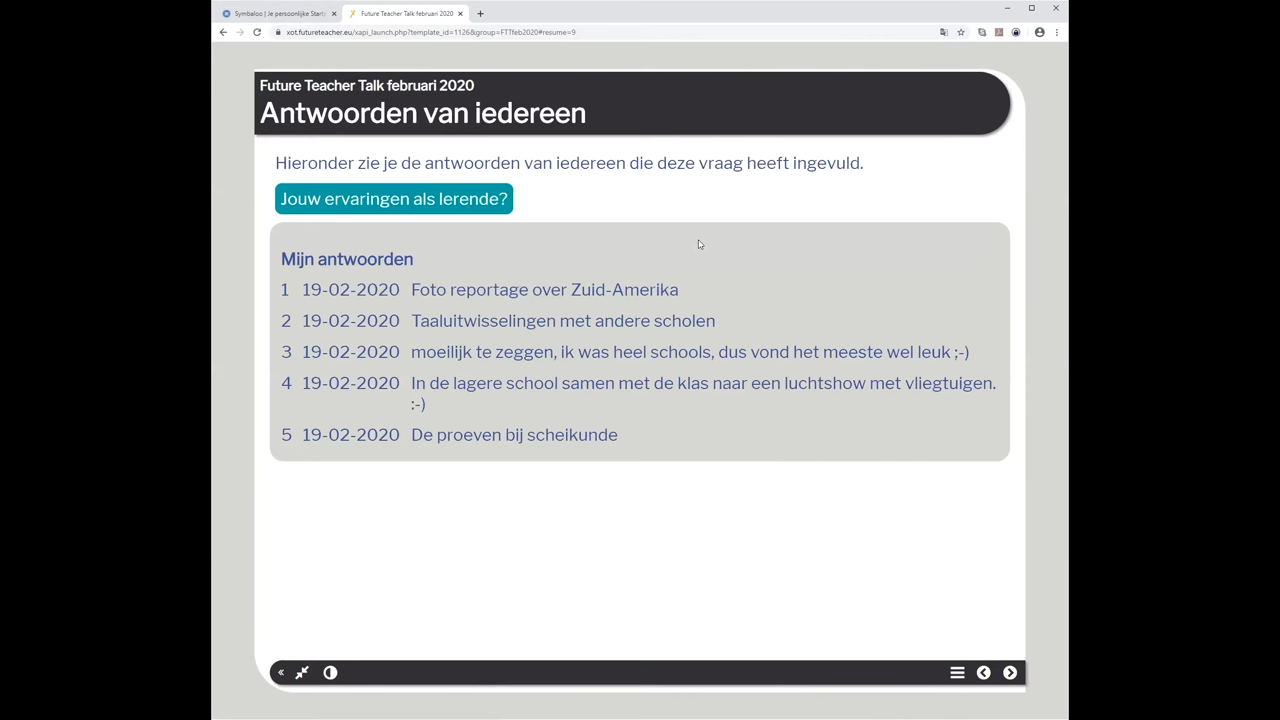 Symbaloo | Je persoonlijke Start
Future Teacher Talk februari 2020
xot.futureteacher.eu/xapi_launch.php?template_id=1126&group=FTTfeb2020#resume=9
Future Teacher Talk februari 2020
Antwoorden van iedereen
Hieronder zie je de antwoorden van iedereen die deze vraag heeft ingevuld.
Jouw ervaringen als lerende?
Mijn antwoorden
1 19-02-2020 Foto reportage over Zuid-Amerika
2 19-02-2020 Taaluitwisselingen met andere scholen
3 19-02-2020 moeilijk te zeggen, ik was heel schools, dus vond het meeste wel leuk ;-)
4 19-02-2020 In de lagere school samen met de klas naar een luchtshow met vliegtuigen.
:-)
5 19-02-2020 De proeven bij scheikunde